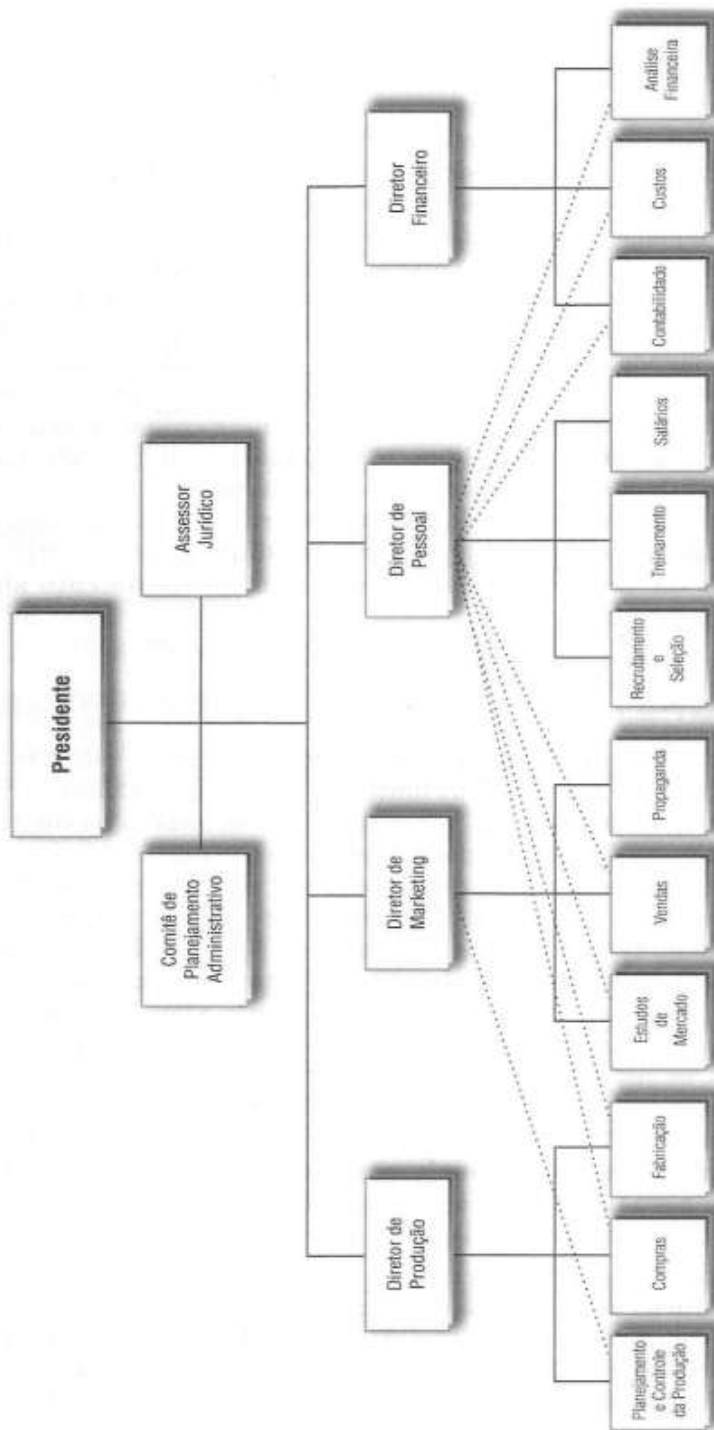 Presidente
Comitê de
Planejamento
Administrativo
Assessor
Jurídico
Diretor de
Produção
Diretor de
Marketing
Diretor de
Pessoal
Diretor
Financeiro
Planejamento
e Controle
da Produção
Compras
Fabricação
Estudos
de
Mercado
Vendas
Propaganda
Recrutamento
e
Seleção
Treinamento
Salários
Contabilidade
Custos
Análise
Financeira